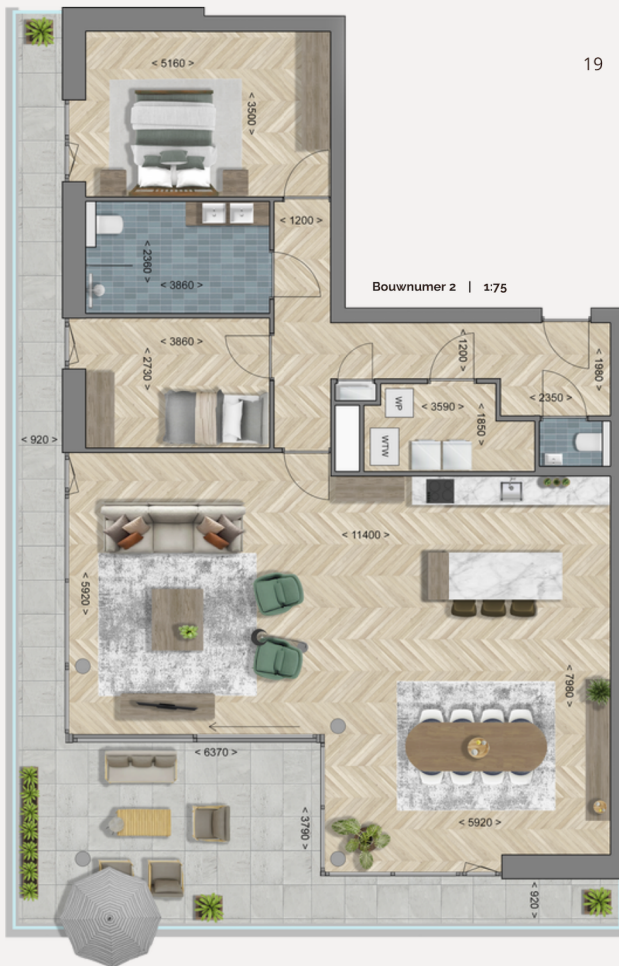 19
< 5160 >
< 3500 >
< 1200 >
< 2360 >
< 3860 >
Bouwnumer 2 | 1:75
< 3860 >
< 2730 >
< 1200 >
< 1980 >
< 2350 >
WP
< 3590 >
< 1850 >
WTW
< 920 >
< 11400 >
< 5920 >
< 7980 >
< 6370 >
< 3790 >
< 5920 >
< 920 >